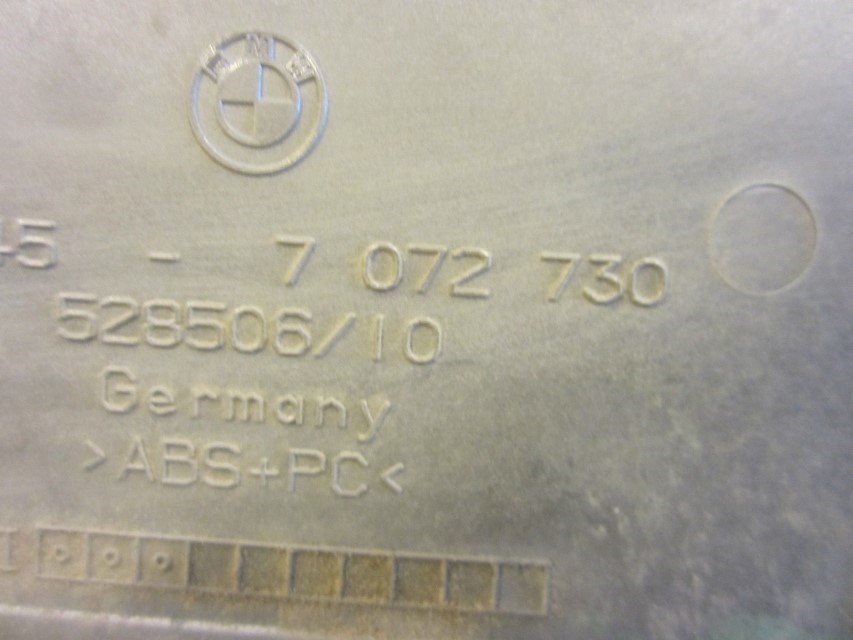 BMW
45 - 7 072 730
528506/10
Germany
>ABS+PC<